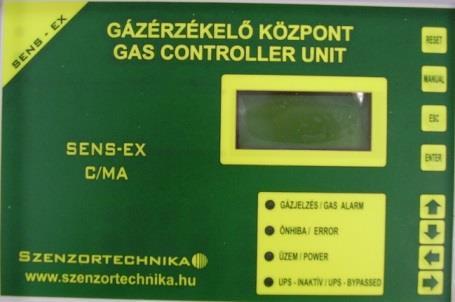 SENS - EX
GÁZÉRZÉKELŐ KÖZPONT
GAS CONTROLLER UNIT
RESET
MANUAL
ESC
ENTER
SENS-EX
C/MA
GÁZJELZÉS / GAS ALARM
ÖNHIBA / ERROR
ÜZEM / POWER
UPS - INAKTÍV / UPS - BYPASSED
SZENZORTECHNIKA
www.szenzortechnika.hu